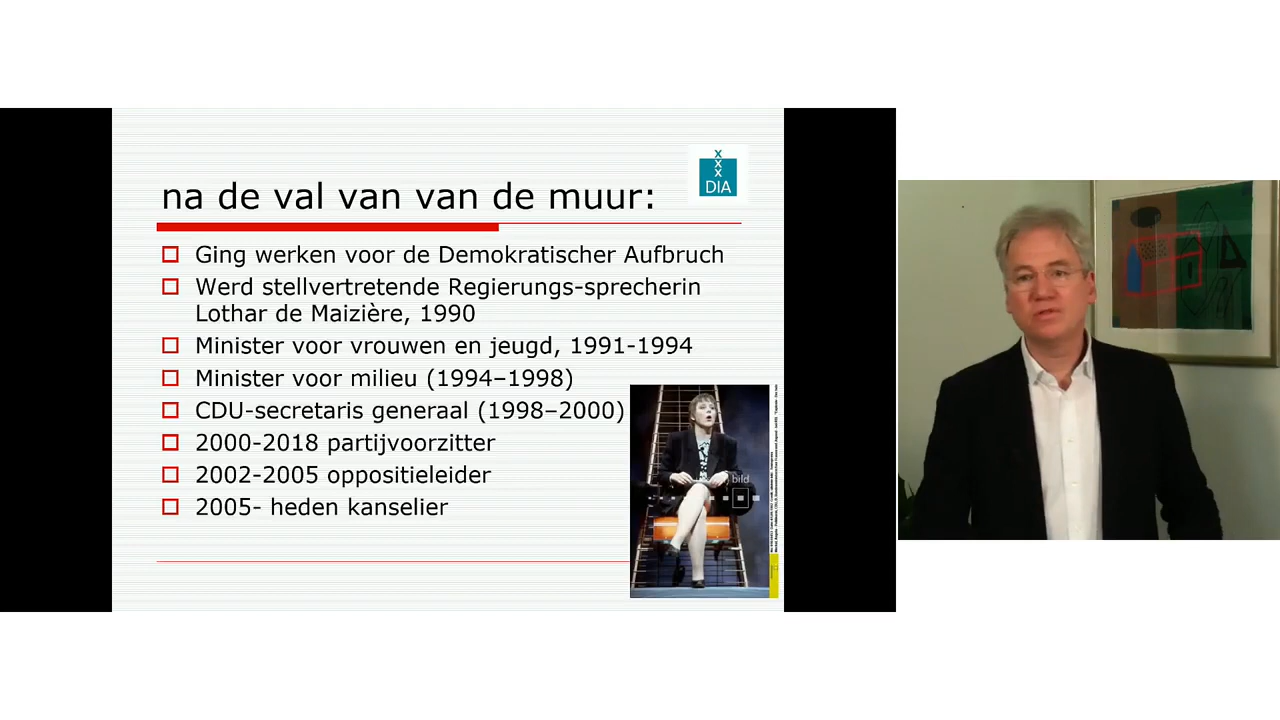 X
X
X
DIA
na de val van van de muur:
Ging werken voor de Demokratischer Aufbruch
Werd stellvertretende Regierungs-sprecherin
Lothar de Maizière, 1990
Minister voor vrouwen en jeugd, 1991-1994
Minister voor milieu (1994–1998)
CDU-secretaris generaal (1998–2000)
2000-2018 partijvoorzitter
2002-2005 oppositieleider
2005- heden kanselier
bild